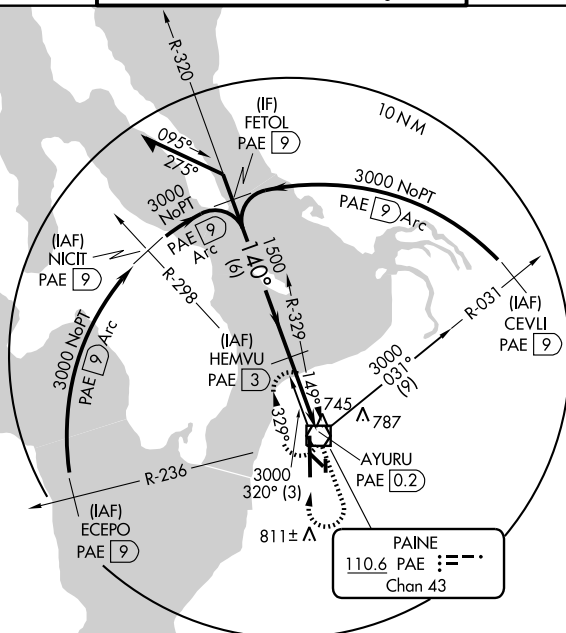 R-320
10 NM
(IF)
FETOL
PAE 9
095°
275°
3000 NoPT
PAE 9 Arc
3000
NoPT
PAE 9
Arc
(IAF)
NICIT
PAE 9
R-298
1500
140°
(6)
R-329
R-031
(IAF)
CEVLI
PAE 9
3000 NoPT
PAE 9 Arc
(IAF)
HEMVU
PAE 3
3000
031°
(9)
149°
745
787
329°
AYURU
PAE 0.2
3000
320° (3)
R-236
(IAF)
ECEPO
PAE 9
811±
PAINE
110.6 PAE
Chan 43